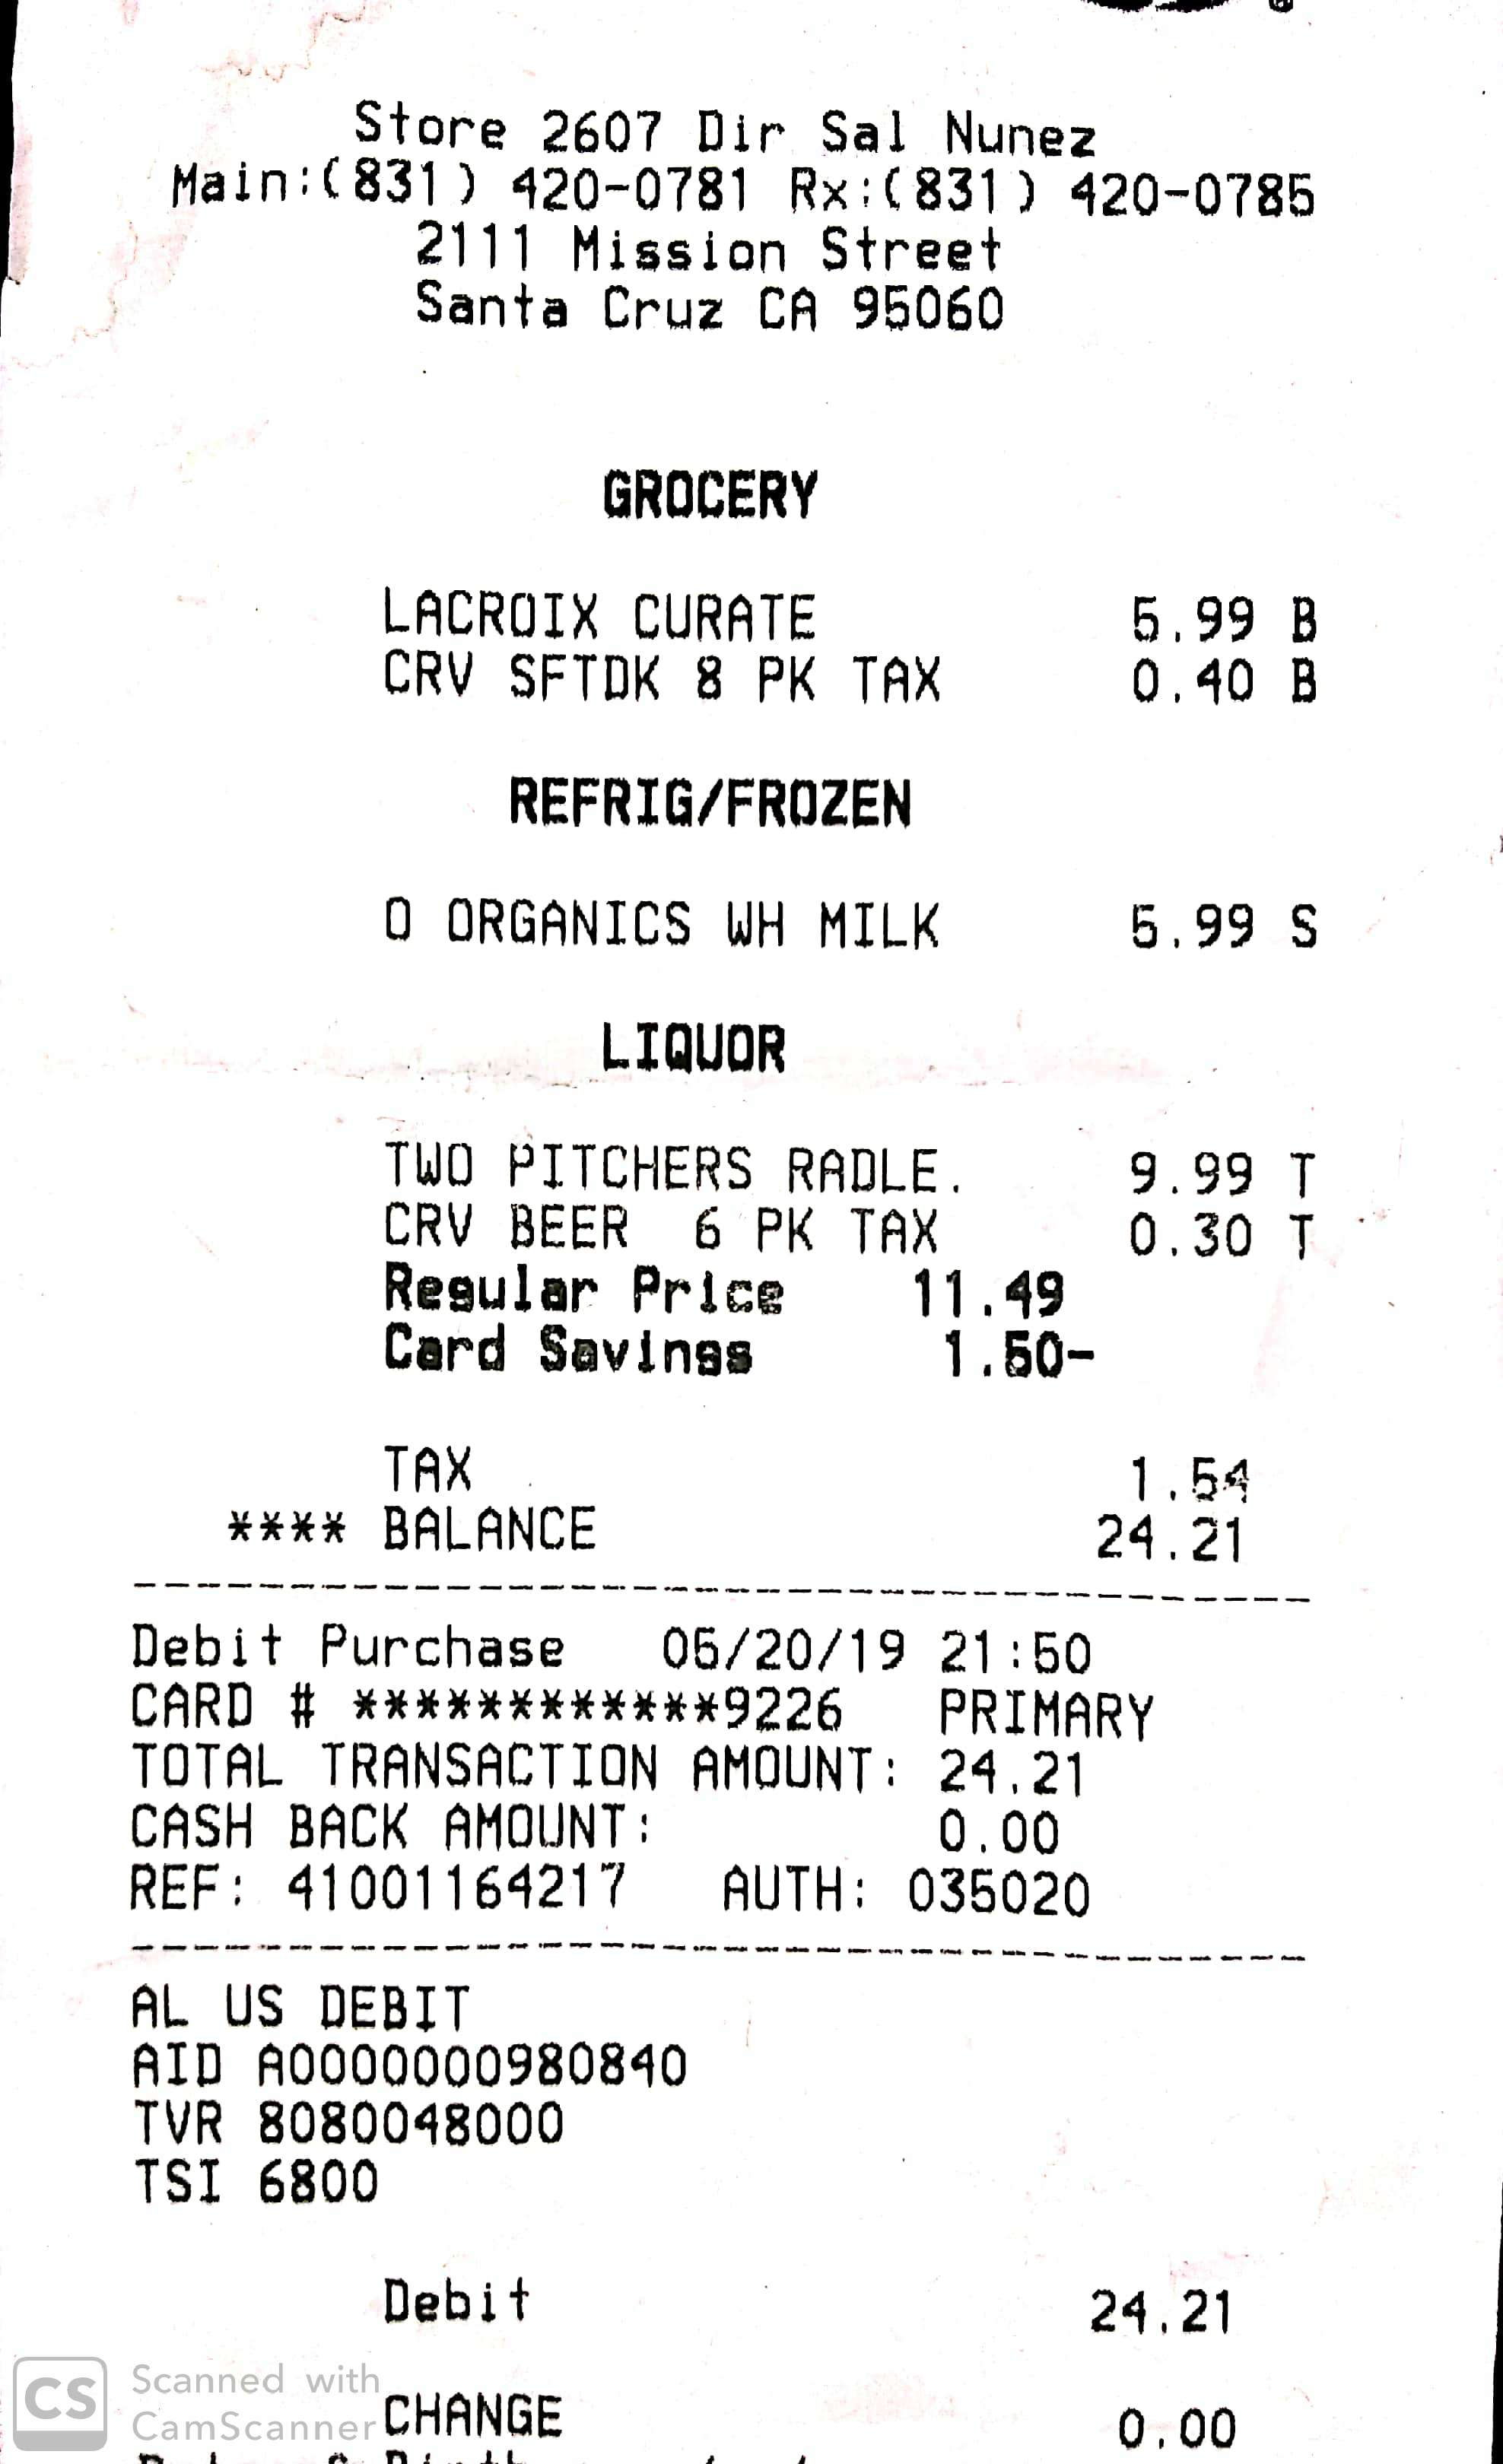 Store 2607 Dir Sal Nunez
Main:(831) 420-0781 Rx:(831) 420-0785
2111 Mission Street
Santa Cruz CA 95060
GROCERY
LACROIX CURATE 5.99 B
CRV SFTDK 8 PK TAX 0.40 B
REFRIG/FROZEN
O ORGANICS WH MILK 5.99 S
LIQUOR
TWO PITCHERS RADLE. 9.99 T
CRV BEER 6 PK TAX 0.30 T
Regular Price 11.49
Card Savings 1.50-
TAX 1.54
**** BALANCE 24.21
Debit Purchase 05/20/19 21:50
CARD # ************9226 PRIMARY
TOTAL TRANSACTION AMOUNT: 24.21
CASH BACK AMOUNT: 0.00
REF: 41001164217 AUTH: 035020
AL US DEBIT
AID A0000000980840
TVR 8080048000
TSI 6800
Debit 24.21
CHANGE 0.00
CS Scanned with
CamScanner